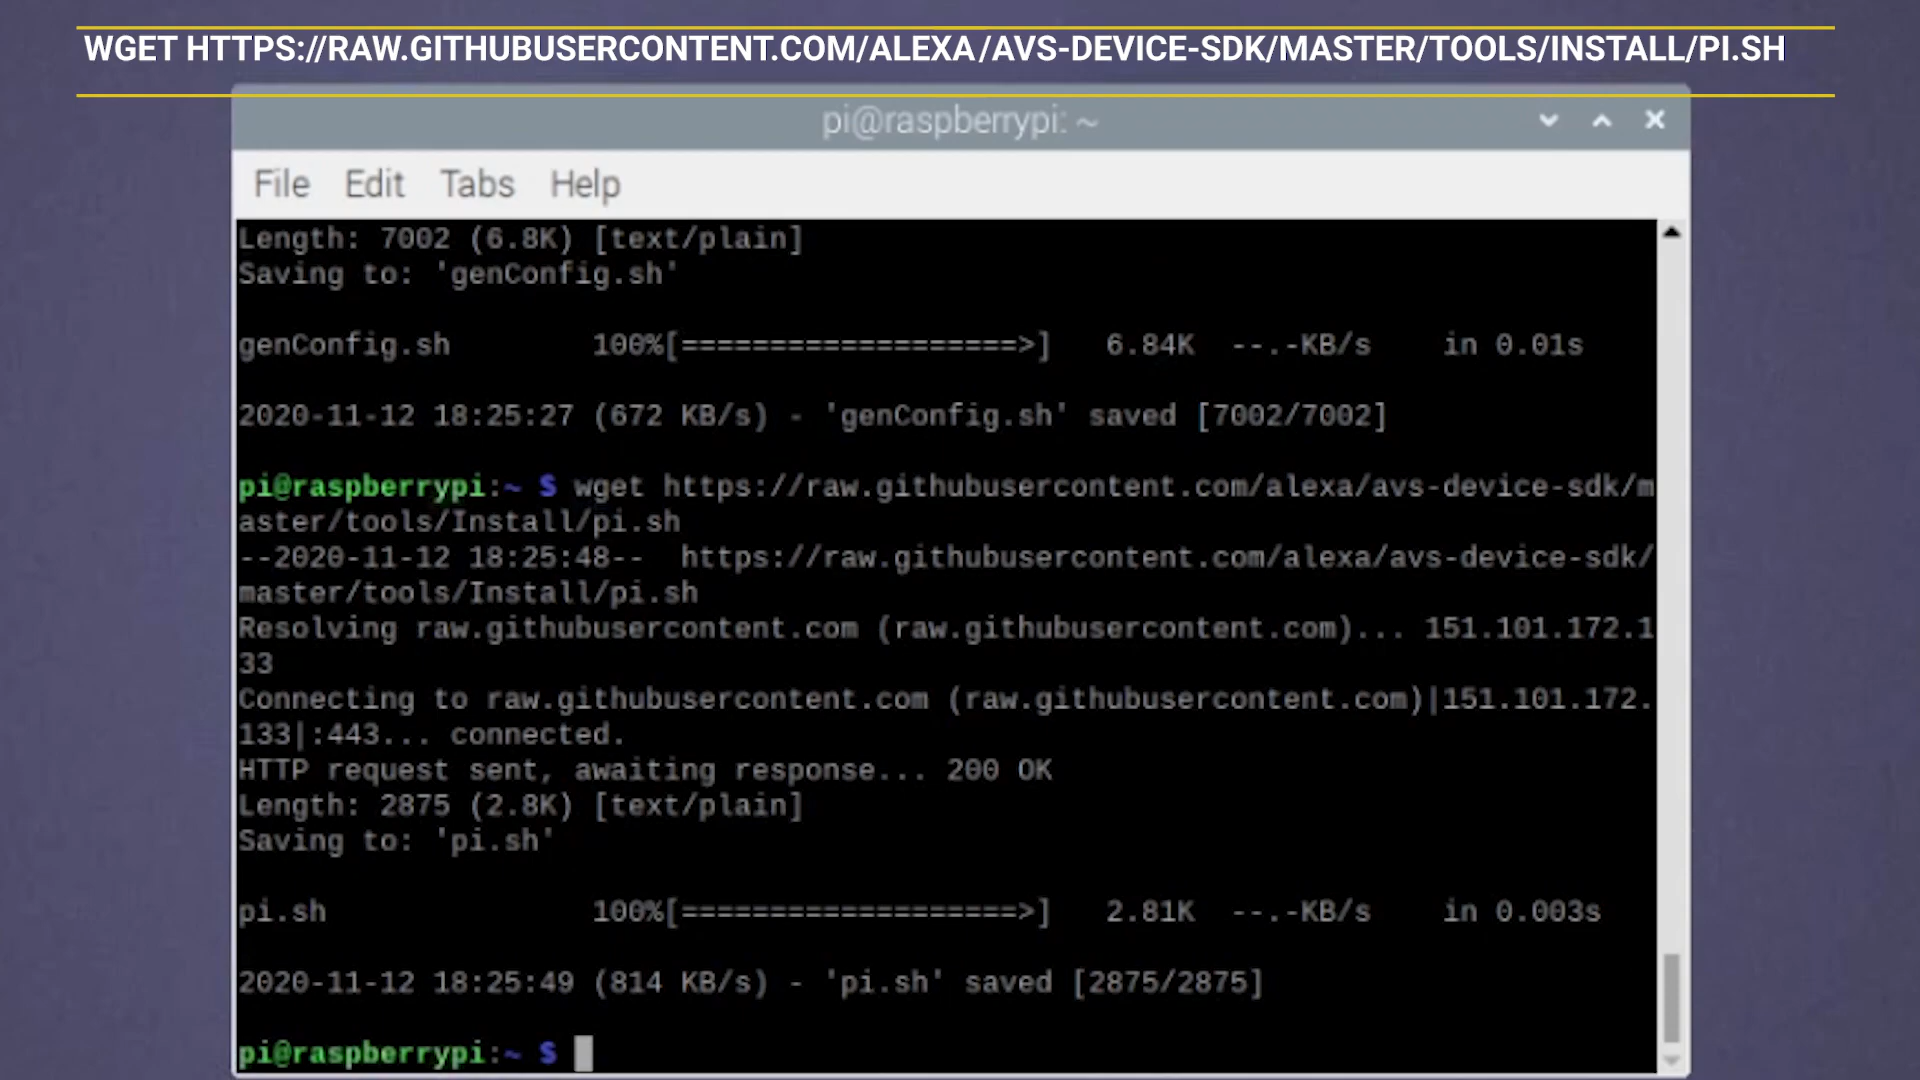 WGET HTTPS://RAW.GITHUBUSERCONTENT.COM/ALEXA/AVS-DEVICE-SDK/MASTER/TOOLS/INSTALL/PI.SH
pi@raspberrypi: ~
File Edit Tabs Help
Length: 7002 (6.8K) [text/plain]
Saving to: 'genConfig.sh'
genConfig.sh 100%[===================>] 6.84K --.-KB/s in 0.01s
2020-11-12 18:25:27 (672 KB/s) - 'genConfig.sh' saved [7002/7002]
pi@raspberrypi:~ $ wget https://raw.githubusercontent.com/alexa/avs-device-sdk/m
aster/tools/Install/pi.sh
--2020-11-12 18:25:48-- https://raw.githubusercontent.com/alexa/avs-device-sdk/
master/tools/Install/pi.sh
Resolving raw.githubusercontent.com (raw.githubusercontent.com)... 151.101.172.1
33
Connecting to raw.githubusercontent.com (raw.githubusercontent.com)|151.101.172.
133|:443... connected.
HTTP request sent, awaiting response... 200 OK
Length: 2875 (2.8K) [text/plain]
Saving to: 'pi.sh'
pi.sh 100%[===================>] 2.81K --.-KB/s in 0.003s
2020-11-12 18:25:49 (814 KB/s) - 'pi.sh' saved [2875/2875]
pi@raspberrypi:~ $